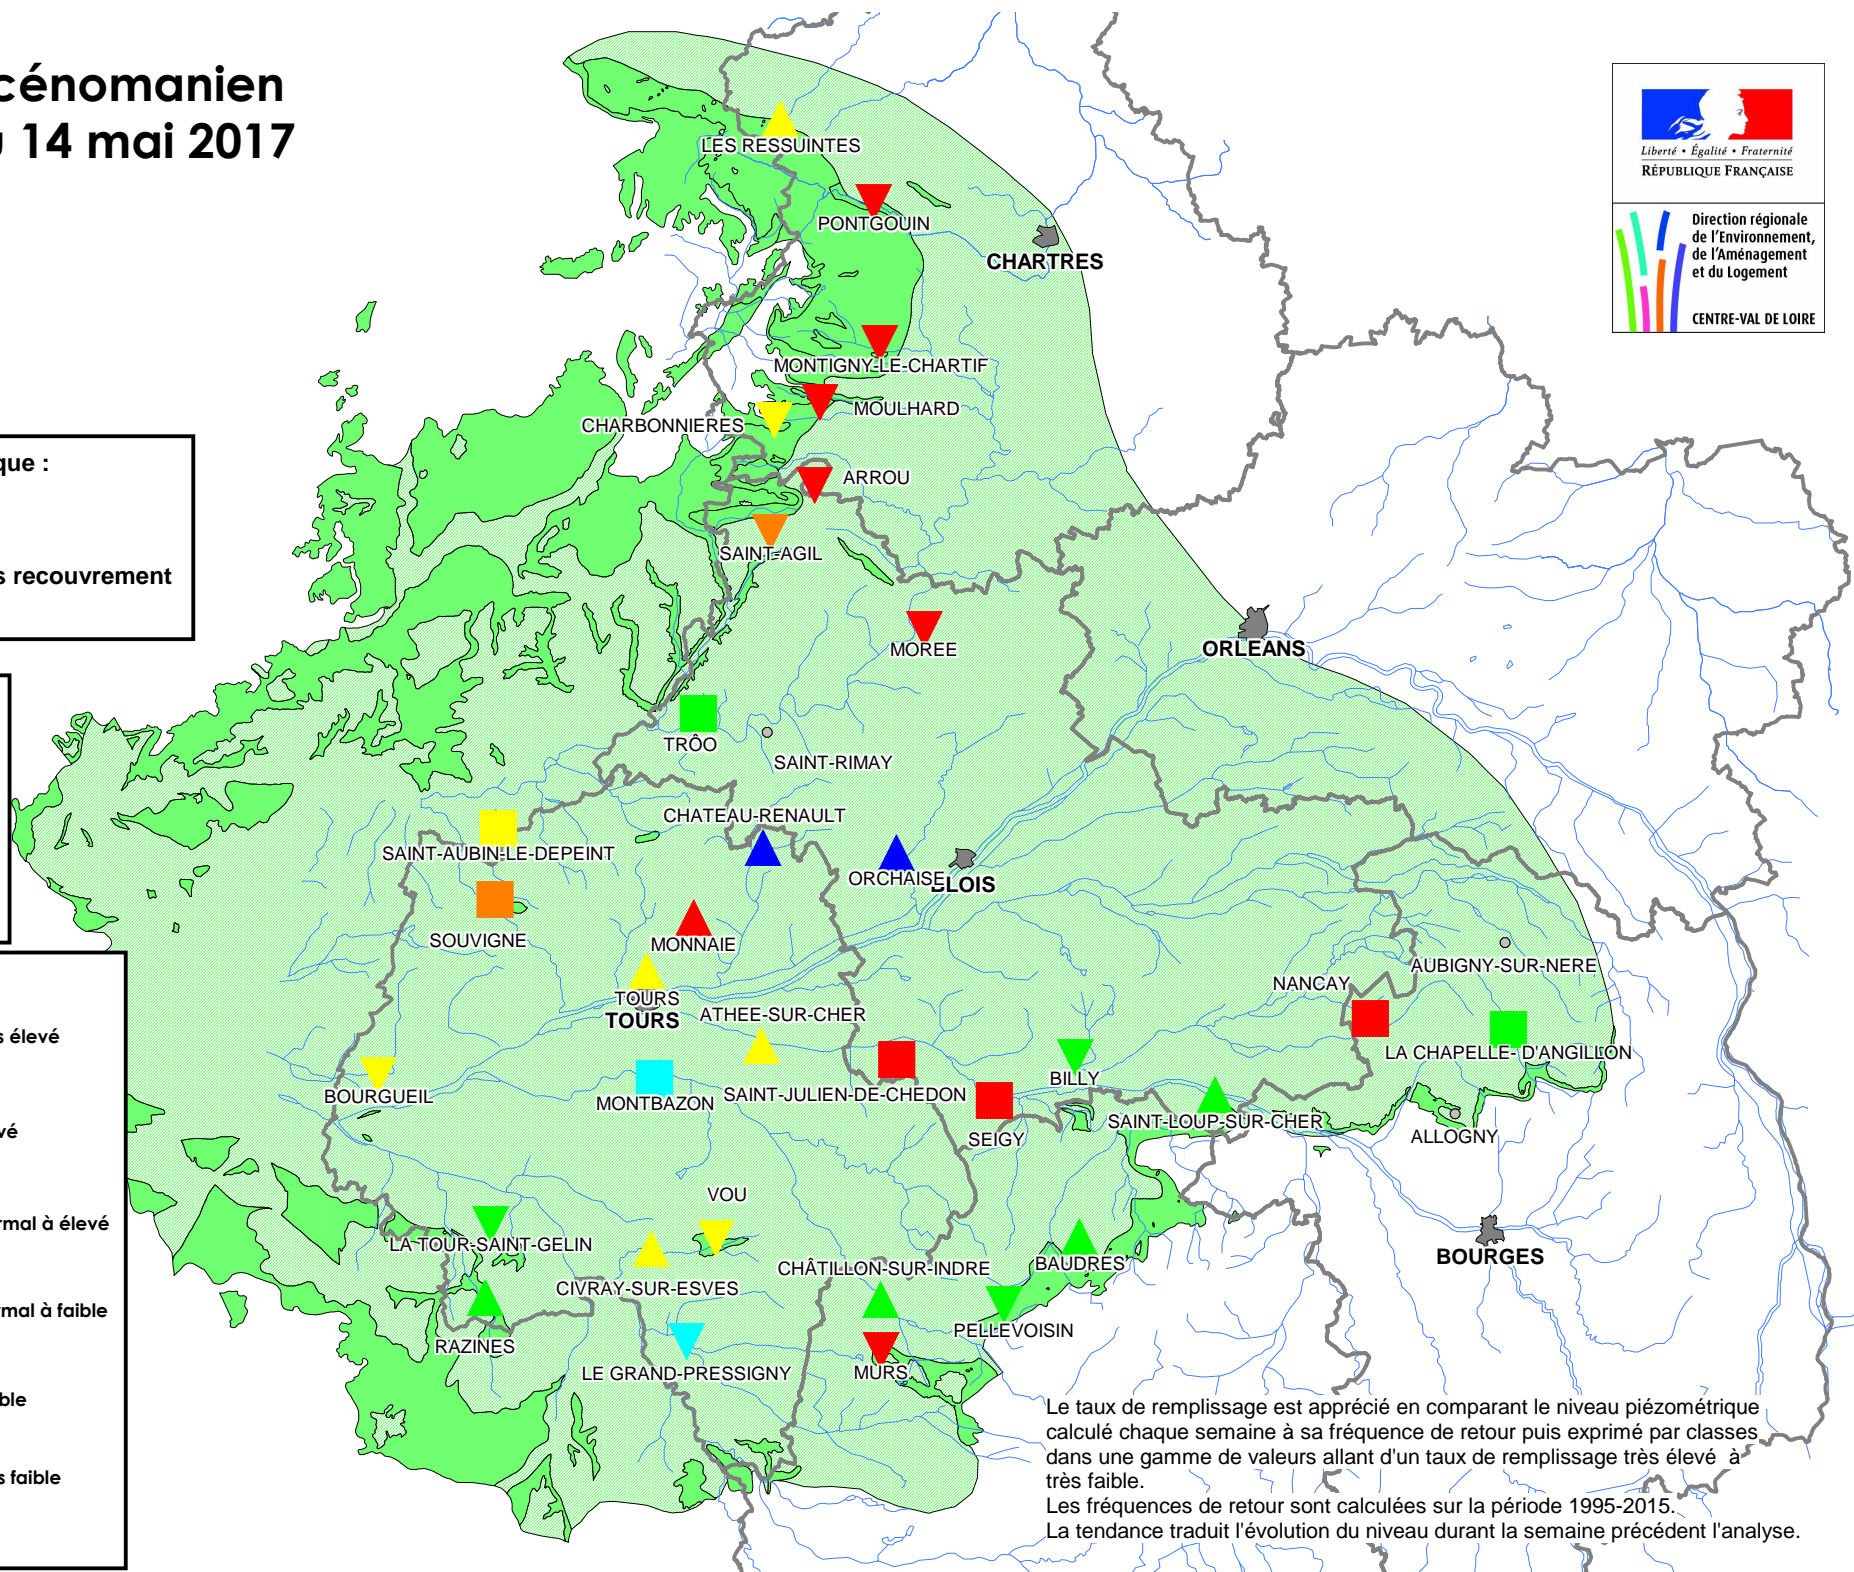 cénomanien
14 mai 2017
Liberté • Égalité • Fraternité
RÉPUBLIQUE FRANÇAISE
Direction régionale
de l'Environnement,
de l'Aménagement
et du Logement
CENTRE-VAL DE LOIRE
LES RESSUINTES
PONTGOUIN
CHARTRES
MONTIGNY-LE-CHARTIF
MOULHARD
CHARBONNIERES
que :
ARROU
SAINT-AGIL
s recouvrement
MOREE
ORLEANS
TRÔO
SAINT-RIMAY
CHATEAU-RENAULT
SAINT-AUBIN-LE-DEPEINT
ORCHAISE
BLOIS
SOUVIGNE
MONNAIE
AUBIGNY-SUR-NERE
NANCAY
TOURS
TOURS
ATHEE-SUR-CHER
s élevé
LA CHAPELLE- D'ANGILLON
BILLY
BOURGUEIL
MONTBAZON
SAINT-JULIEN-DE-CHEDON
SAINT-LOUP-SUR-CHER
vé
SEIGY
ALLOGNY
VOU
rmal à élevé
LA TOUR-SAINT-GELIN
BOURGES
BAUDRES
CHÂTILLON-SUR-INDRE
CIVRAY-SUR-ESVES
rmal à faible
PELLEVOISIN
RAZINES
LE GRAND-PRESSIGNY
MURS
ble
s faible
Le taux de remplissage est apprécié en comparant le niveau piézométrique
calculé chaque semaine à sa fréquence de retour puis exprimé par classes
dans une gamme de valeurs allant d'un taux de remplissage très élevé à
très faible.
Les fréquences de retour sont calculées sur la période 1995-2015.
La tendance traduit l'évolution du niveau durant la semaine précédent l'analyse.